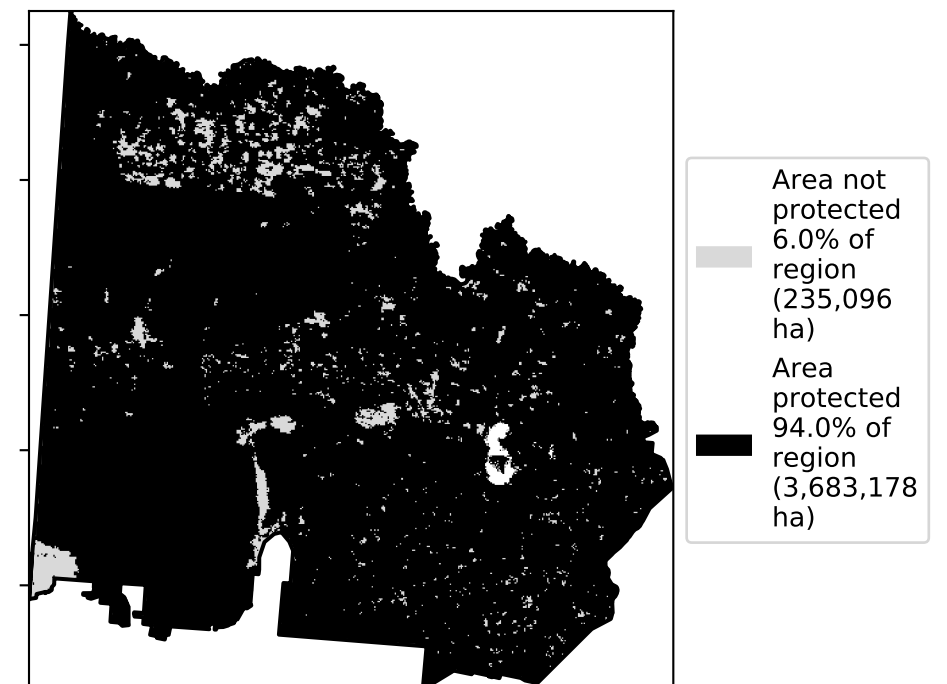 Area not
protected
6.0% of
region
(235,096
ha)
Area
protected
94.0% of
region
(3,683,178
ha)